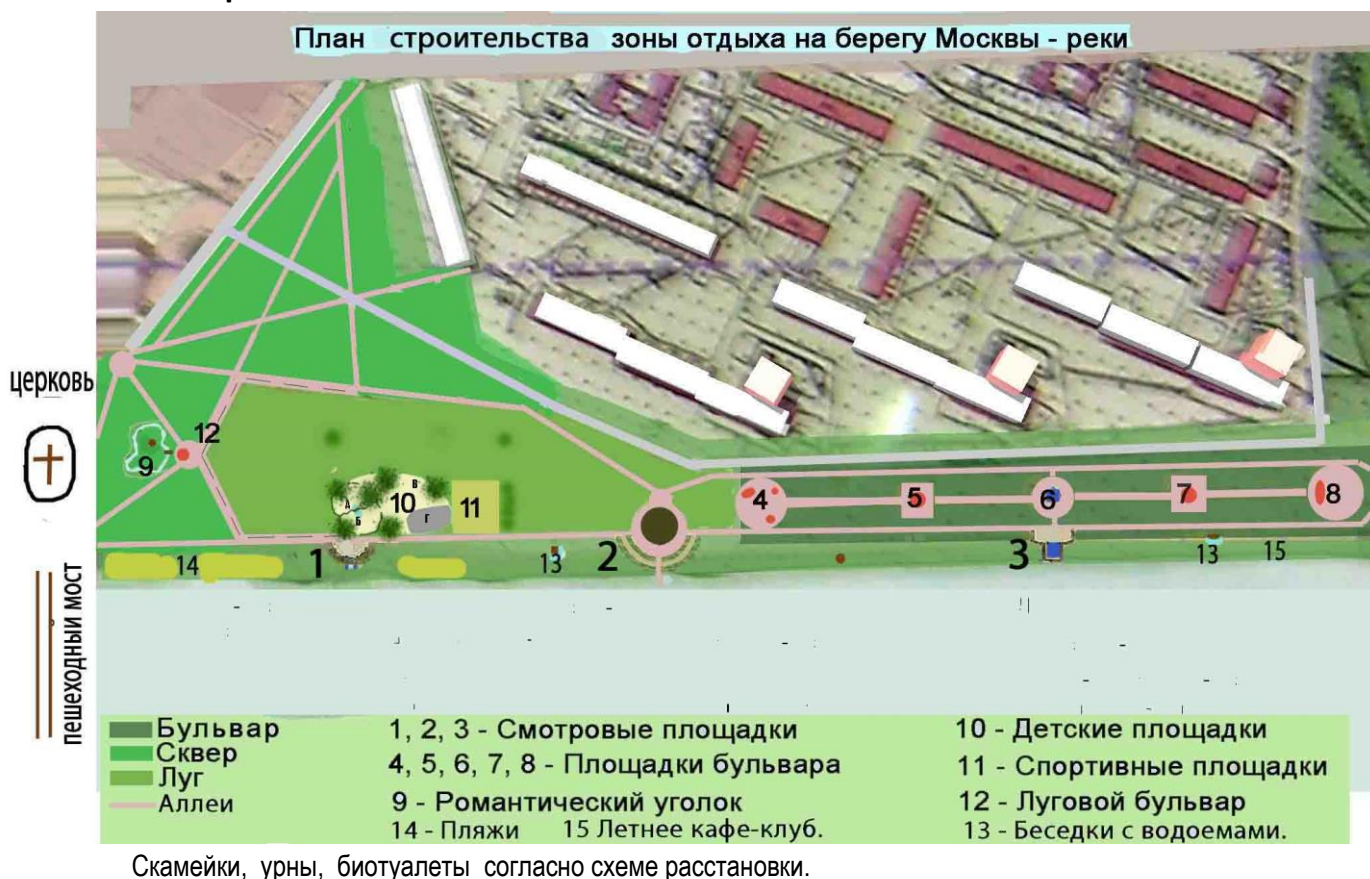 План строительства зоны отдыха на берегу Москвы - реки
церковь
пешеходный мост
12
9
А
Б
В
Г
10
11
4
5
6
7
8
14
1
13
2
3
13
15
Бульвар
Сквер
Луг
Аллеи
1, 2, 3 - Смотровые площадки
4, 5, 6, 7, 8 - Площадки бульвара
9 - Романтический уголок
14 - Пляжи 15 Летнее кафе-клуб.
10 - Детские площадки
11 - Спортивные площадки
12 - Луговой бульвар
13 - Беседки с водоемами.
Скамейки, урны, биотуалеты согласно схеме расстановки.